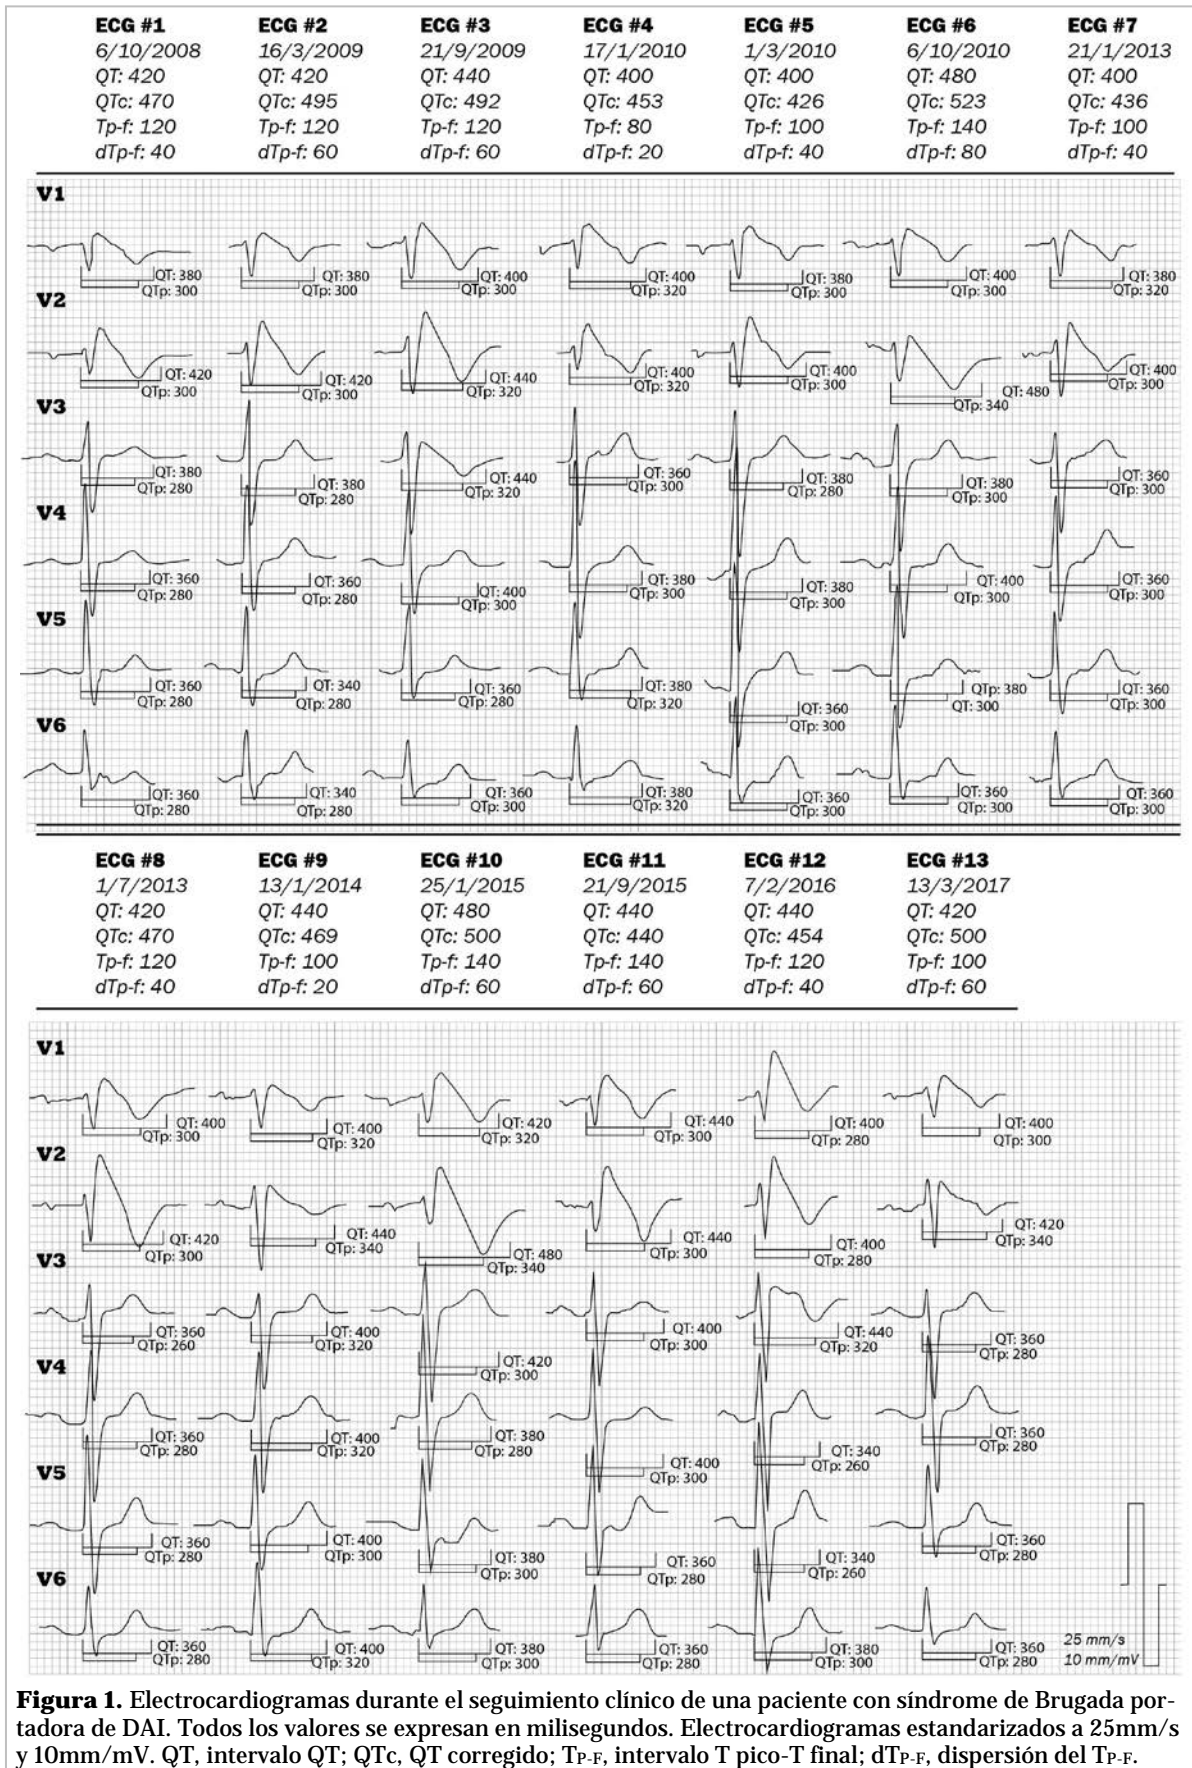 ECG #1 ECG #2 ECG #3 ECG #4 ECG #5 ECG #6 ECG #7
6/10/2008 16/3/2009 21/9/2009 17/1/2010 1/3/2010 6/10/2010 21/1/2013
QT: 420 QT: 420 QT: 440 QT: 400 QT: 400 QT: 480 QT: 400
QTc: 470 QTc: 495 QTc: 492 QTc: 453 QTc: 426 QTc: 523 QTc: 436
Tp-f: 120 Tp-f: 120 Tp-f: 120 Tp-f: 80 Tp-f: 100 Tp-f: 140 Tp-f: 100
dTp-f: 40 dTp-f: 60 dTp-f: 60 dTp-f: 20 dTp-f: 40 dTp-f: 80 dTp-f: 40
V1
QT: 380 QT: 380 QT: 400 QT: 400 QT: 380 QT: 400 QT: 380
QTp: 300 QTp: 300 QTp: 300 QTp: 320 QTp: 300 QTp: 300 QTp: 320
V2
QT: 420 QT: 420 QT: 440 QT: 400 QT: 400 QT: 480 QT: 400
QTp: 300 QTp: 300 QTp: 320 QTp: 320 QTp: 300 QTp: 340 QTp: 300
V3
QT: 380 QT: 380 QT: 440 QT: 360 QT: 380 QT: 380 QT: 360
QTp: 280 QTp: 280 QTp: 320 QTp: 300 QTp: 280 QTp: 300 QTp: 300
V4
QT: 360 QT: 360 QT: 400 QT: 380 QT: 380 QT: 400 QT: 360
QTp: 280 QTp: 280 QTp: 300 QTp: 300 QTp: 300 QTp: 300 QTp: 300
V5
QT: 360 QT: 340 QT: 360 QT: 380 QT: 360 QTp: 380 QT: 360
QTp: 280 QTp: 280 QTp: 280 QTp: 320 QTp: 300 QT: 300 QTp: 300
V6
QT: 360 QT: 340 QT: 360 QT: 380 QT: 360 QT: 360 QT: 360
QTp: 280 QTp: 280 QTp: 300 QTp: 320 QTp: 300 QTp: 300 QTp: 300
ECG #8 ECG #9 ECG #10 ECG #11 ECG #12 ECG #13
1/7/2013 13/1/2014 25/1/2015 21/9/2015 7/2/2016 13/3/2017
QT: 420 QT: 440 QT: 480 QT: 440 QT: 440 QT: 420
QTc: 470 QTc: 469 QTc: 500 QTc: 440 QTc: 454 QTc: 500
Tp-f: 120 Tp-f: 100 Tp-f: 140 Tp-f: 140 Tp-f: 120 Tp-f: 100
dTp-f: 40 dTp-f: 20 dTp-f: 60 dTp-f: 60 dTp-f: 40 dTp-f: 60
V1
QT: 400 QT: 400 QT: 420 QT: 440 QT: 400 QT: 400
QTp: 300 QTp: 320 QTp: 320 QTp: 300 QTp: 280 QTp: 300
V2
QT: 420 QT: 440 QT: 480 QT: 440 QT: 400 QT: 420
QTp: 300 QTp: 340 QTp: 340 QTp: 300 QTp: 280 QTp: 340
V3
QT: 360 QT: 400 QT: 420 QT: 400 QT: 440 QT: 360
QTp: 260 QTp: 320 QTp: 300 QTp: 300 QTp: 320 QTp: 280
V4
QT: 360 QT: 400 QT: 380 QT: 400 QT: 340 QT: 360
QTp: 280 QTp: 320 QTp: 280 QTp: 300 QTp: 260 QTp: 280
V5
QT: 360 QT: 400 QT: 380 QT: 360 QT: 340 QT: 360
QTp: 280 QTp: 300 QTp: 300 QTp: 280 QTp: 260 QTp: 280
V6
QT: 360 QT: 400 QT: 380 QT: 360 QT: 380 QT: 360
QTp: 280 QTp: 320 QTp: 300 QTp: 280 QTp: 300 QTp: 280
25 mm/s
10 mm/mV
Figura 1. Electrocardiogramas durante el seguimiento clínico de una paciente con síndrome de Brugada por-
tadora de DAI. Todos los valores se expresan en milisegundos. Electrocardiogramas estandarizados a 25mm/s
y 10mm/mV. QT, intervalo QT; QTc, QT corregido; TP-F, intervalo T pico-T final; dTP-F, dispersión del TP-F.